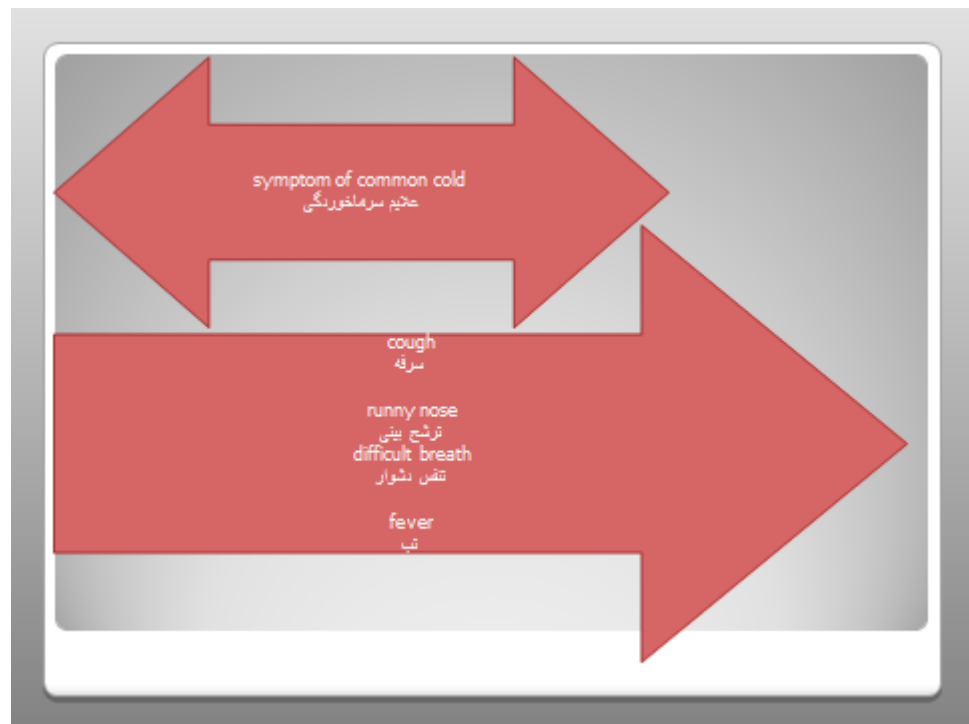 symptom of common cold
علایم سرماخوردگی
cough
سرفه
runny nose
ترشح بینی
difficult breath
تنفس دشوار
fever
تب